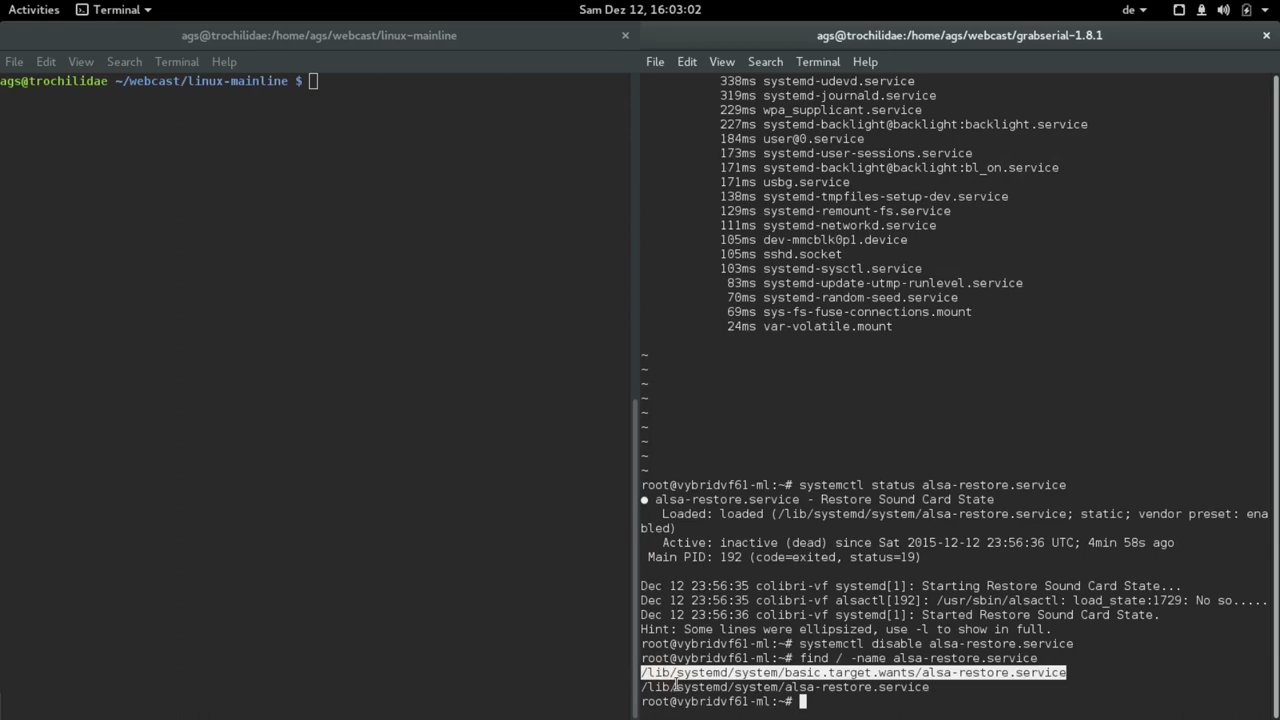 Activities Terminal Sam Dez 12, 16:03:02 de
ags@trochilidae:/home/ags/webcast/linux-mainline
File Edit View Search Terminal Help
ags@trochilidae ~/webcast/linux-mainline $
ags@trochilidae:/home/ags/webcast/grabserial-1.8.1
File Edit View Search Terminal Help
338ms systemd-udevd.service
319ms systemd-journald.service
229ms wpa_supplicant.service
227ms systemd-backlight@backlight:backlight.service
184ms user@0.service
173ms systemd-user-sessions.service
171ms systemd-backlight@backlight:bl_on.service
171ms usbg.service
138ms systemd-tmpfiles-setup-dev.service
129ms systemd-remount-fs.service
111ms systemd-networkd.service
105ms dev-mmcblk0p1.device
105ms sshd.socket
103ms systemd-sysctl.service
83ms systemd-update-utmp-runlevel.service
70ms systemd-random-seed.service
69ms sys-fs-fuse-connections.mount
24ms var-volatile.mount
~
~
~
~
~
~
~
~
~
root@vybridvf61-ml:~# systemctl status alsa-restore.service
● alsa-restore.service - Restore Sound Card State
Loaded: loaded (/lib/systemd/system/alsa-restore.service; static; vendor preset: ena
bled)
Active: inactive (dead) since Sat 2015-12-12 23:56:36 UTC; 4min 58s ago
Main PID: 192 (code=exited, status=19)
Dec 12 23:56:35 colibri-vf systemd[1]: Starting Restore Sound Card State...
Dec 12 23:56:35 colibri-vf alsactl[192]: /usr/sbin/alsactl: load_state:1729: No so.....
Dec 12 23:56:36 colibri-vf systemd[1]: Started Restore Sound Card State.
Hint: Some lines were ellipsized, use -l to show in full.
root@vybridvf61-ml:~# systemctl disable alsa-restore.service
root@vybridvf61-ml:~# find / -name alsa-restore.service
/lib/systemd/system/basic.target.wants/alsa-restore.service
/lib/systemd/system/alsa-restore.service
root@vybridvf61-ml:~#